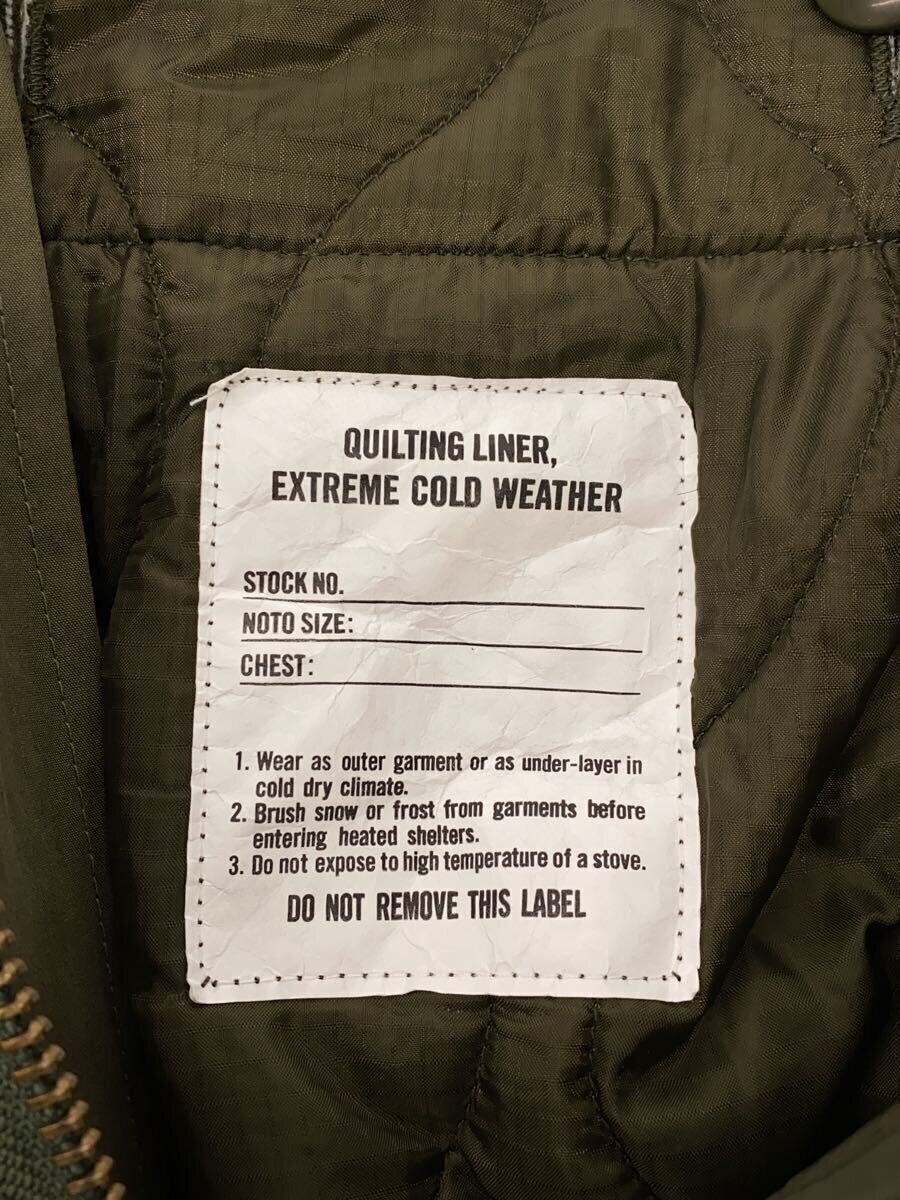 QUILTING LINER,
EXTREME COLD WEATHER
STOCK NO.
NOTO SIZE:
CHEST:
1. Wear as outer garment or as under-layer in
cold dry climate.
2. Brush snow or frost from garments before
entering heated shelters.
3. Do not expose to high temperature of a stove.
DO NOT REMOVE THIS LABEL